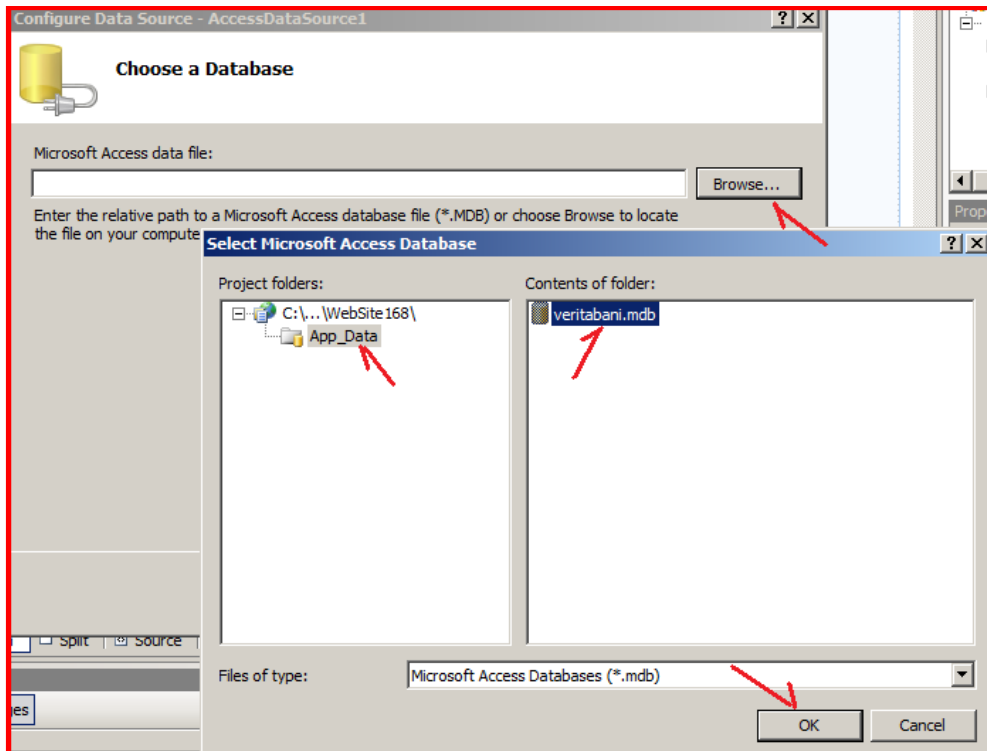 Configure Data Source - AccessDataSource1
Choose a Database
Microsoft Access data file:
Browse...
Enter the relative path to a Microsoft Access database file (*.MDB) or choose Browse to locate
the file on your compute
Prop
Select Microsoft Access Database
Project folders:
Contents of folder:
C:\...\WebSite168\
App_Data
veritabani.mdb
Split
Source
Files of type:
Microsoft Access Databases (*.mdb)
es
OK
Cancel